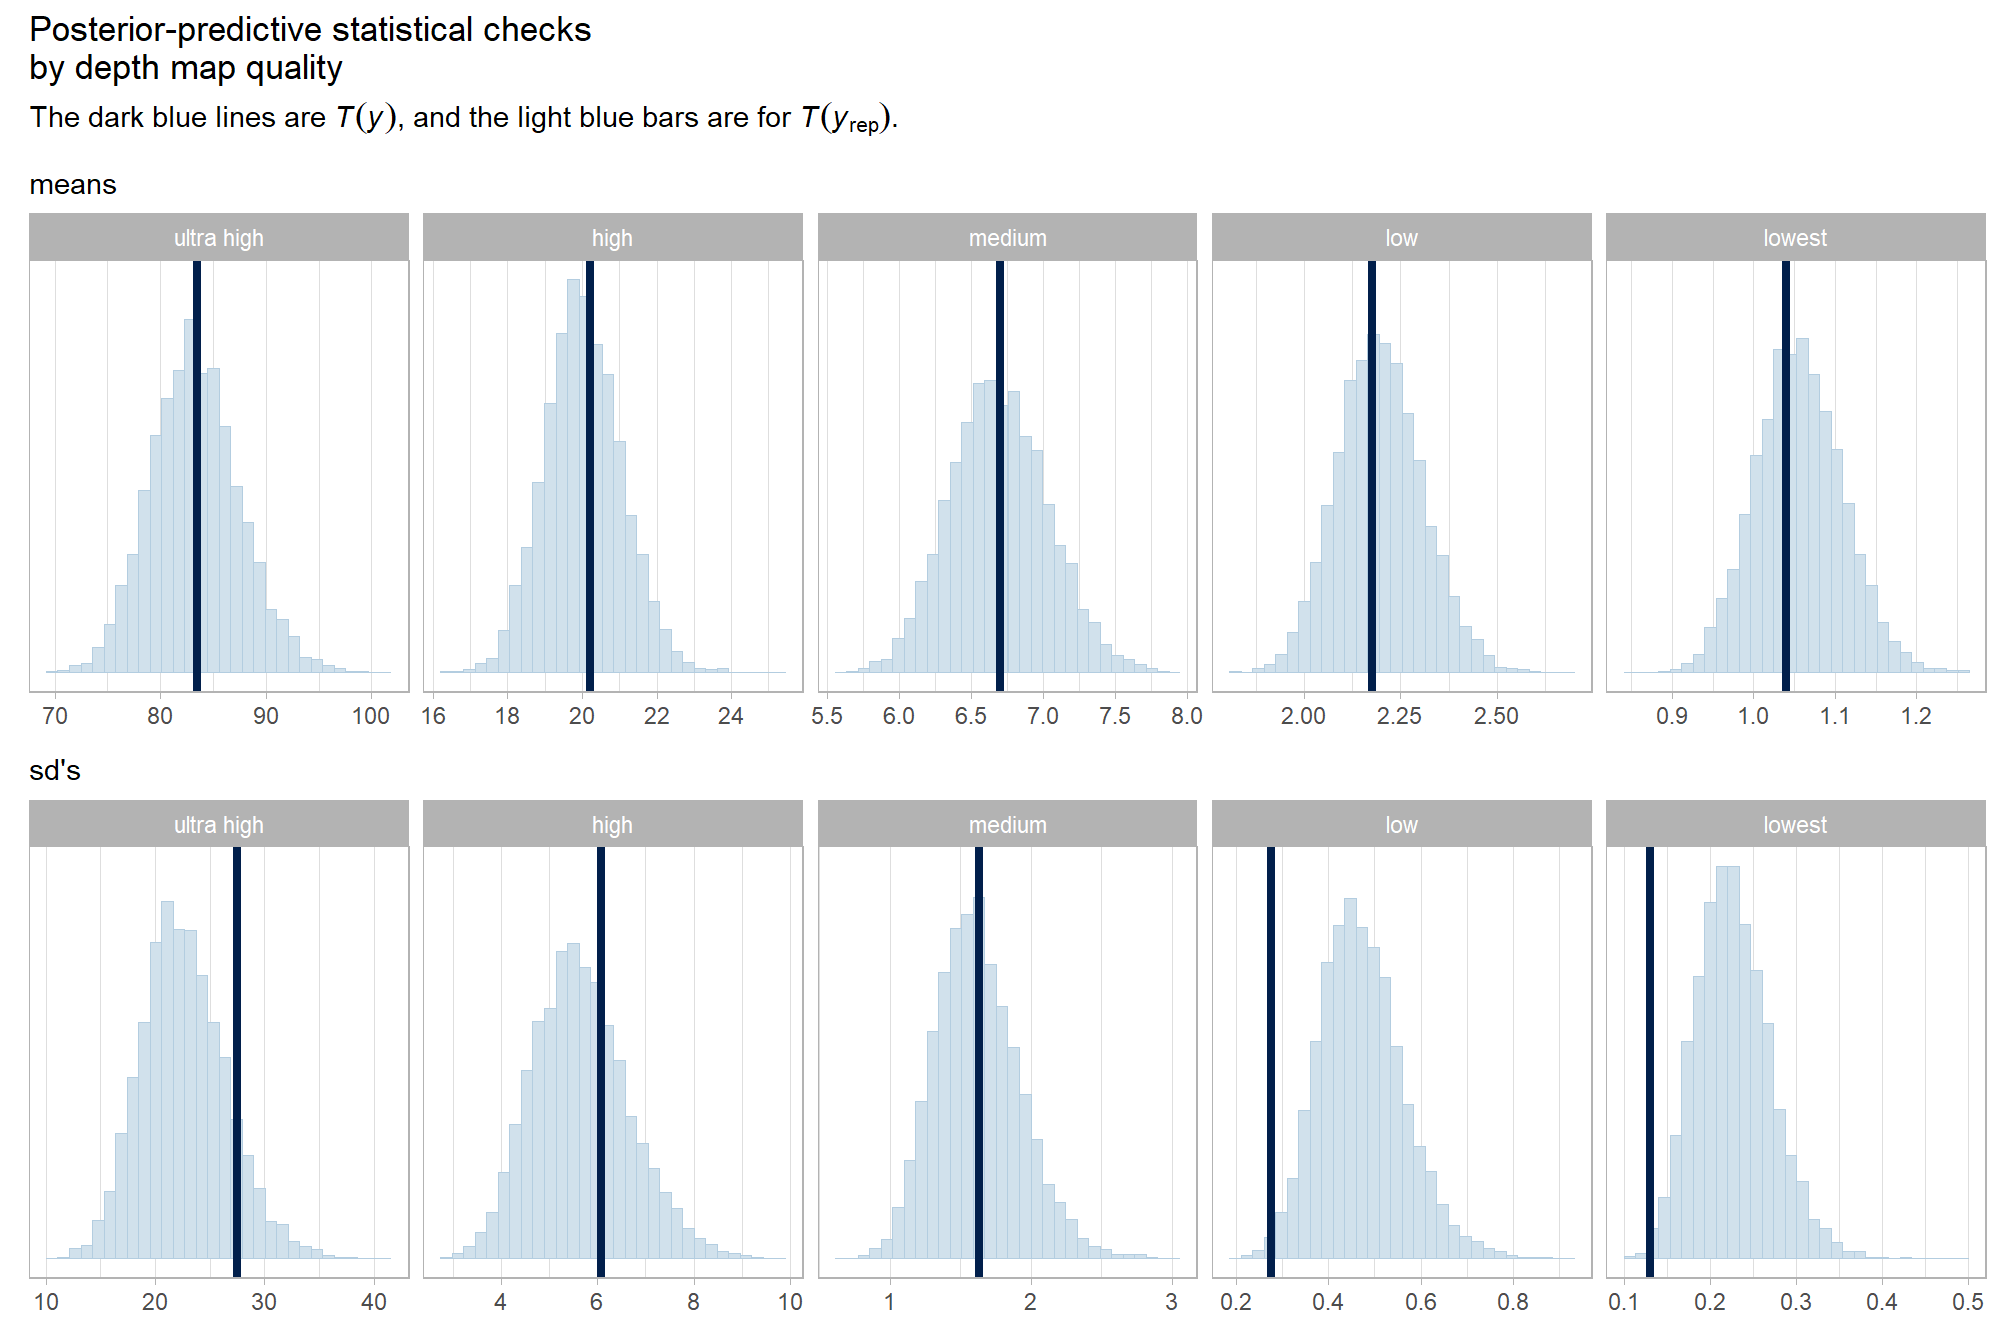 Posterior-predictive statistical checks
by depth map quality
The dark blue lines are T(y), and the light blue bars are for T(y_rep).
means
ultra high high medium low lowest
70 80 90 100 16 18 20 22 24 5.5 6.0 6.5 7.0 7.5 8.0 2.00 2.25 2.50 0.9 1.0 1.1 1.2
sd's
ultra high high medium low lowest
10 20 30 40 4 6 8 10 1 2 3 0.2 0.4 0.6 0.8 0.1 0.2 0.3 0.4 0.5